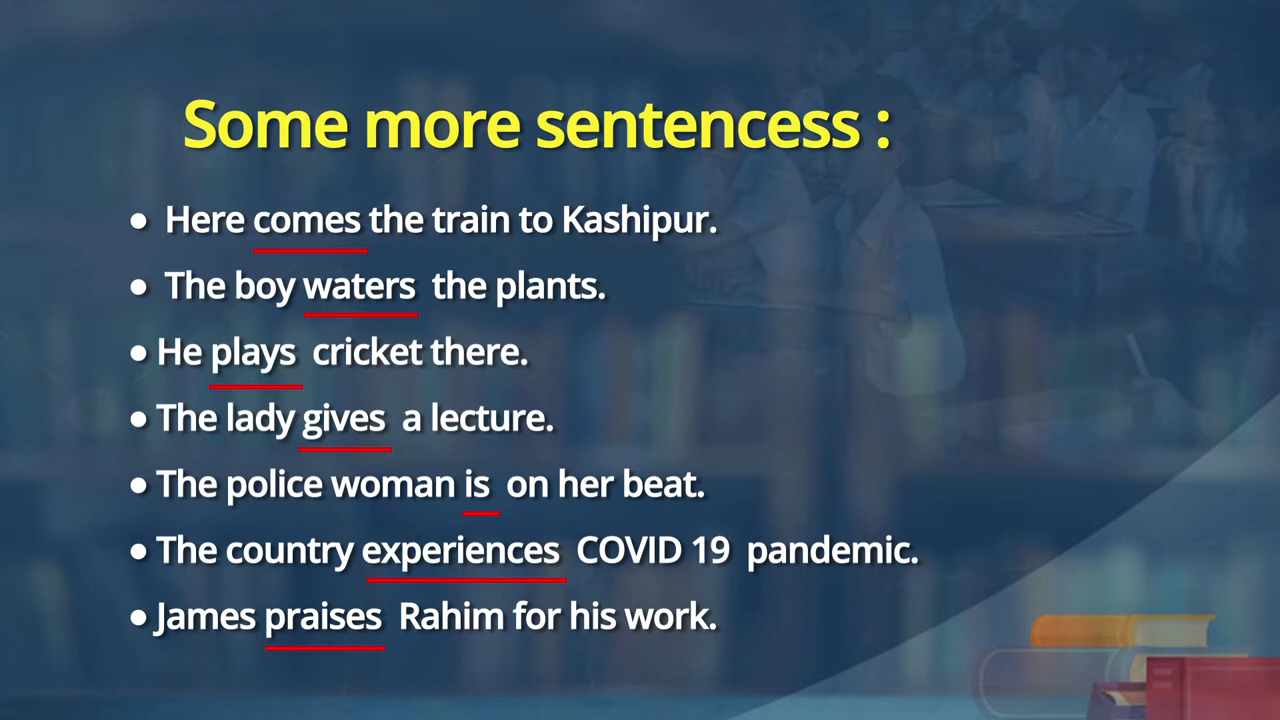 Some more sentencess :
● Here comes the train to Kashipur.
● The boy waters the plants.
● He plays cricket there.
● The lady gives a lecture.
● The police woman is on her beat.
● The country experiences COVID 19 pandemic.
● James praises Rahim for his work.